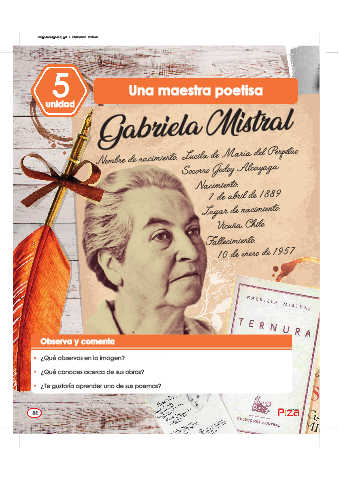 5
unidad
Una maestra poetisa
Gabriela Mistral
Nombre de nacimiento: Lucila de María del Perpetuo
Socorro Godoy Alcayaga
Nacimiento:
7 de abril de 1889
Lugar de nacimiento:
Vicuña, Chile
Fallecimiento:
10 de enero de 1957
GABRIELA MISTRAL
TERNURA
Observa y comenta
• ¿Qué observas en la imagen?
• ¿Qué conoces acerca de sus obras?
• ¿Te gustaría aprender uno de sus poemas?